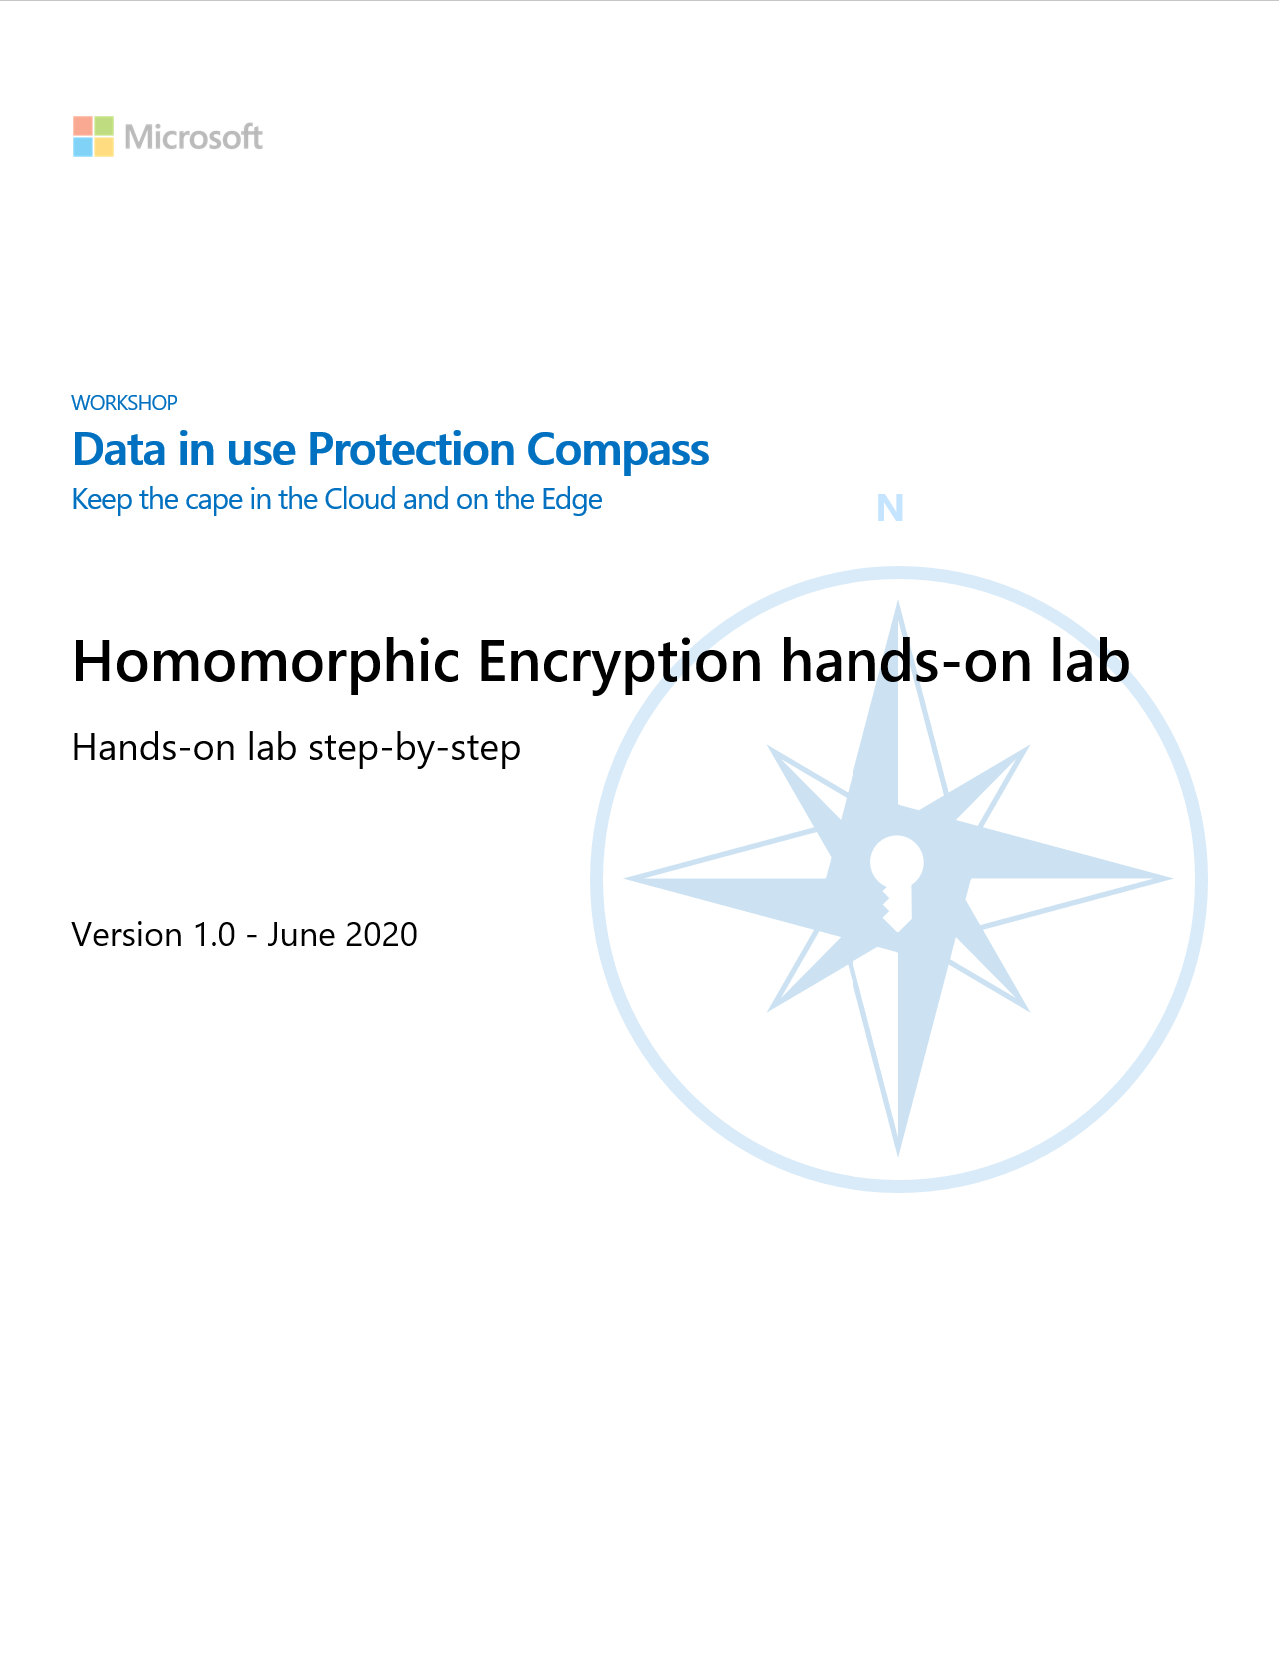 Microsoft
WORKSHOP
Data in use Protection Compass
Keep the cape in the Cloud and on the Edge
N
Homomorphic Encryption hands-on lab
Hands-on lab step-by-step
Version 1.0 - June 2020